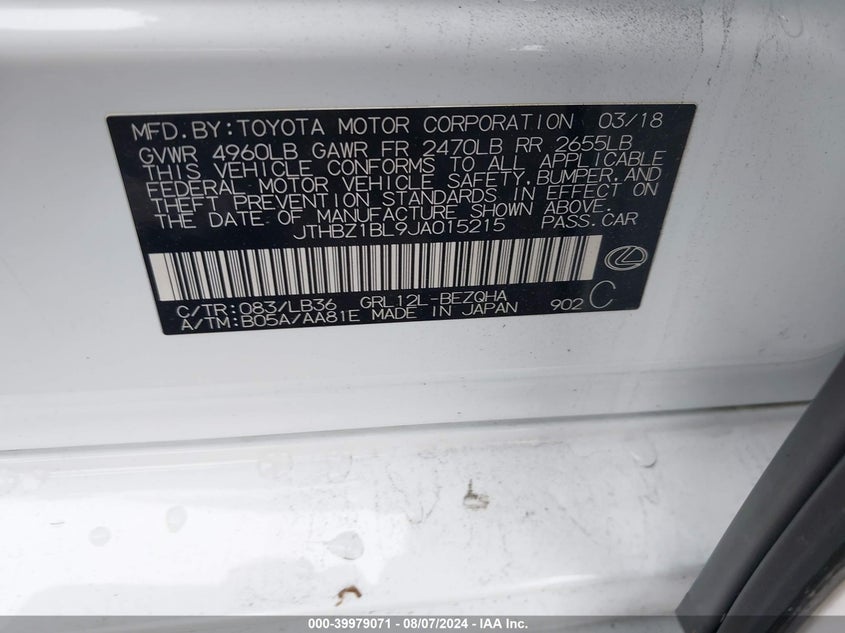 MFD. BY: TOYOTA MOTOR CORPORATION 03/18
GVWR 4960LB GAWR FR 2470LB RR 2655LB
THIS VEHICLE CONFORMS TO ALL APPLICABLE
FEDERAL MOTOR VEHICLE SAFETY, BUMPER, AND
THEFT PREVENTION STANDARDS IN EFFECT ON
THE DATE OF MANUFACTURE SHOWN ABOVE.
JTHBZ1BL9JA015215 PASS. CAR
C/TR: 083/LB36 GRL12L-BEZQHA
A/TM: B05A/AA81E MADE IN JAPAN 902 C
000-39979071 - 08/07/2024 - IAA Inc.